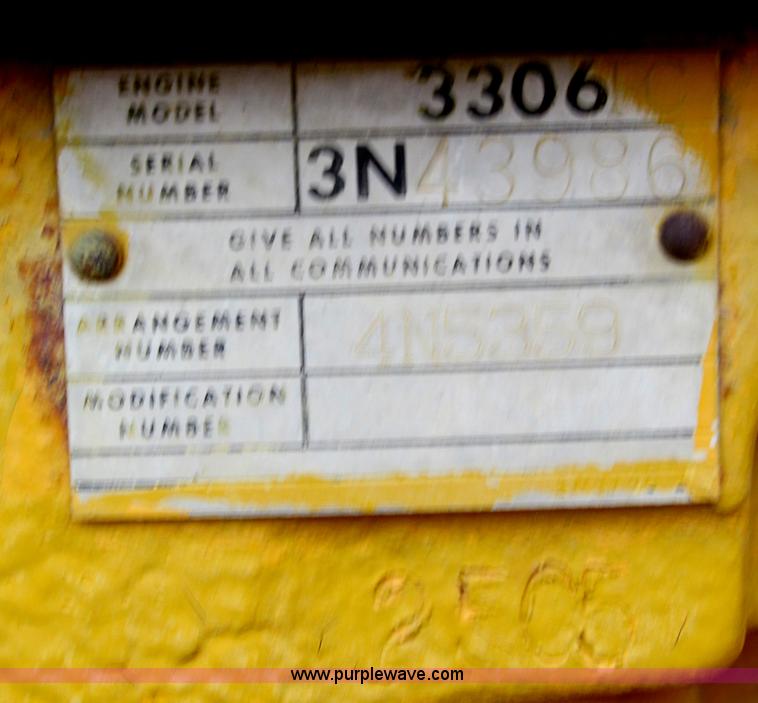 ENGINE MODEL 3306
SERIAL NUMBER 3N43986
GIVE ALL NUMBERS IN
ALL COMMUNICATIONS
ARRANGEMENT NUMBER 4N5359
MODIFICATION NUMBER
www.purplewave.com